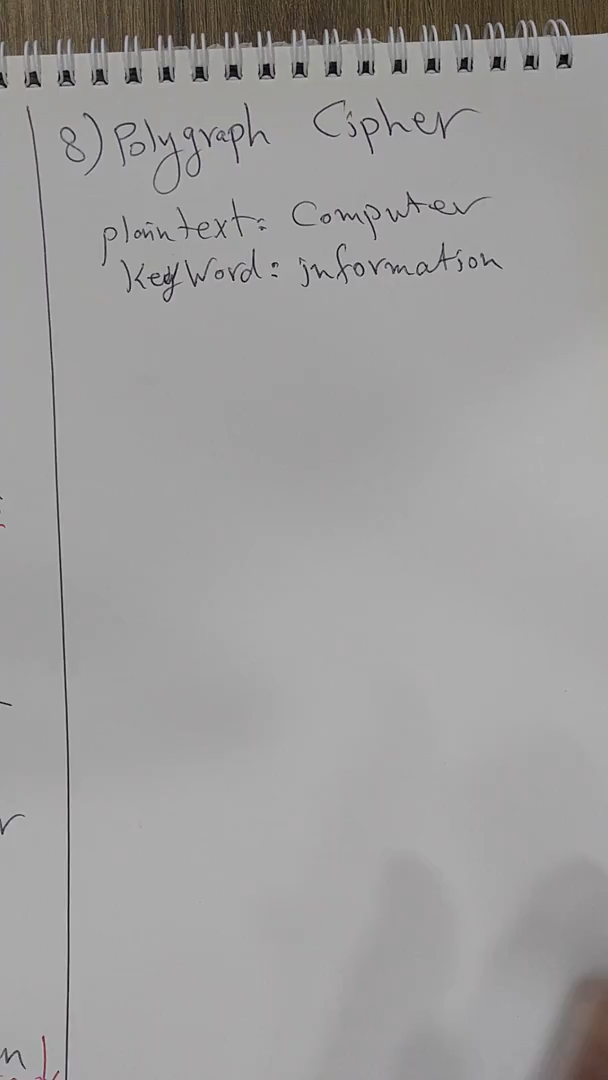 8) Polygraph Cipher
plaintext: Computer
KeyWord: information
r
n